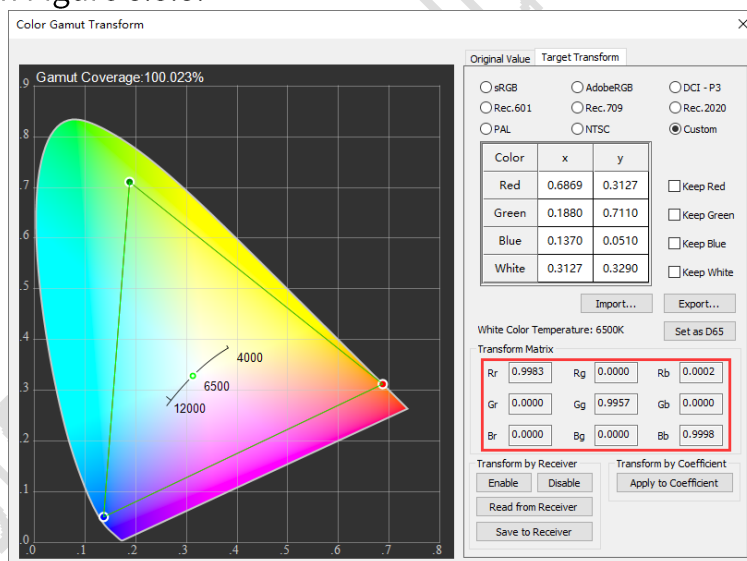 Color Gamut Transform
Gamut Coverage:100.023%
.9
.8
.7
.6
.5
.4
.3
.2
.1
.0
.0 .1 .2 .3 .4 .5 .6 .7 .8
4000
6500
12000
Original Value Target Transform
sRGB AdobeRGB DCI - P3
Rec.601 Rec.709 Rec.2020
PAL NTSC Custom
Color x y
Red 0.6869 0.3127 Keep Red
Green 0.1880 0.7110 Keep Green
Blue 0.1370 0.0510 Keep Blue
White 0.3127 0.3290 Keep White
Import... Export...
White Color Temperature: 6500K Set as D65
Transform Matrix
Rr 0.9983 Rg 0.0000 Rb 0.0002
Gr 0.0000 Gg 0.9957 Gb 0.0000
Br 0.0000 Bg 0.0000 Bb 0.9998
Transform by Receiver Transform by Coefficient
Enable Disable Apply to Coefficient
Read from Receiver
Save to Receiver